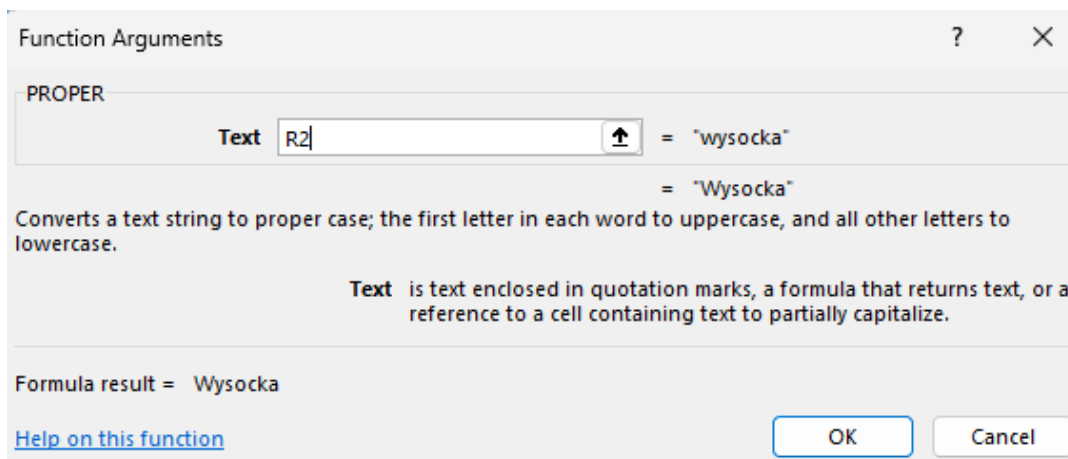 Function Arguments ? ×
PROPER
Text R2 = "wysocka"
= "Wysocka"
Converts a text string to proper case; the first letter in each word to uppercase, and all other letters to
lowercase.
Text is text enclosed in quotation marks, a formula that returns text, or a
reference to a cell containing text to partially capitalize.
Formula result = Wysocka
Help on this function OK Cancel